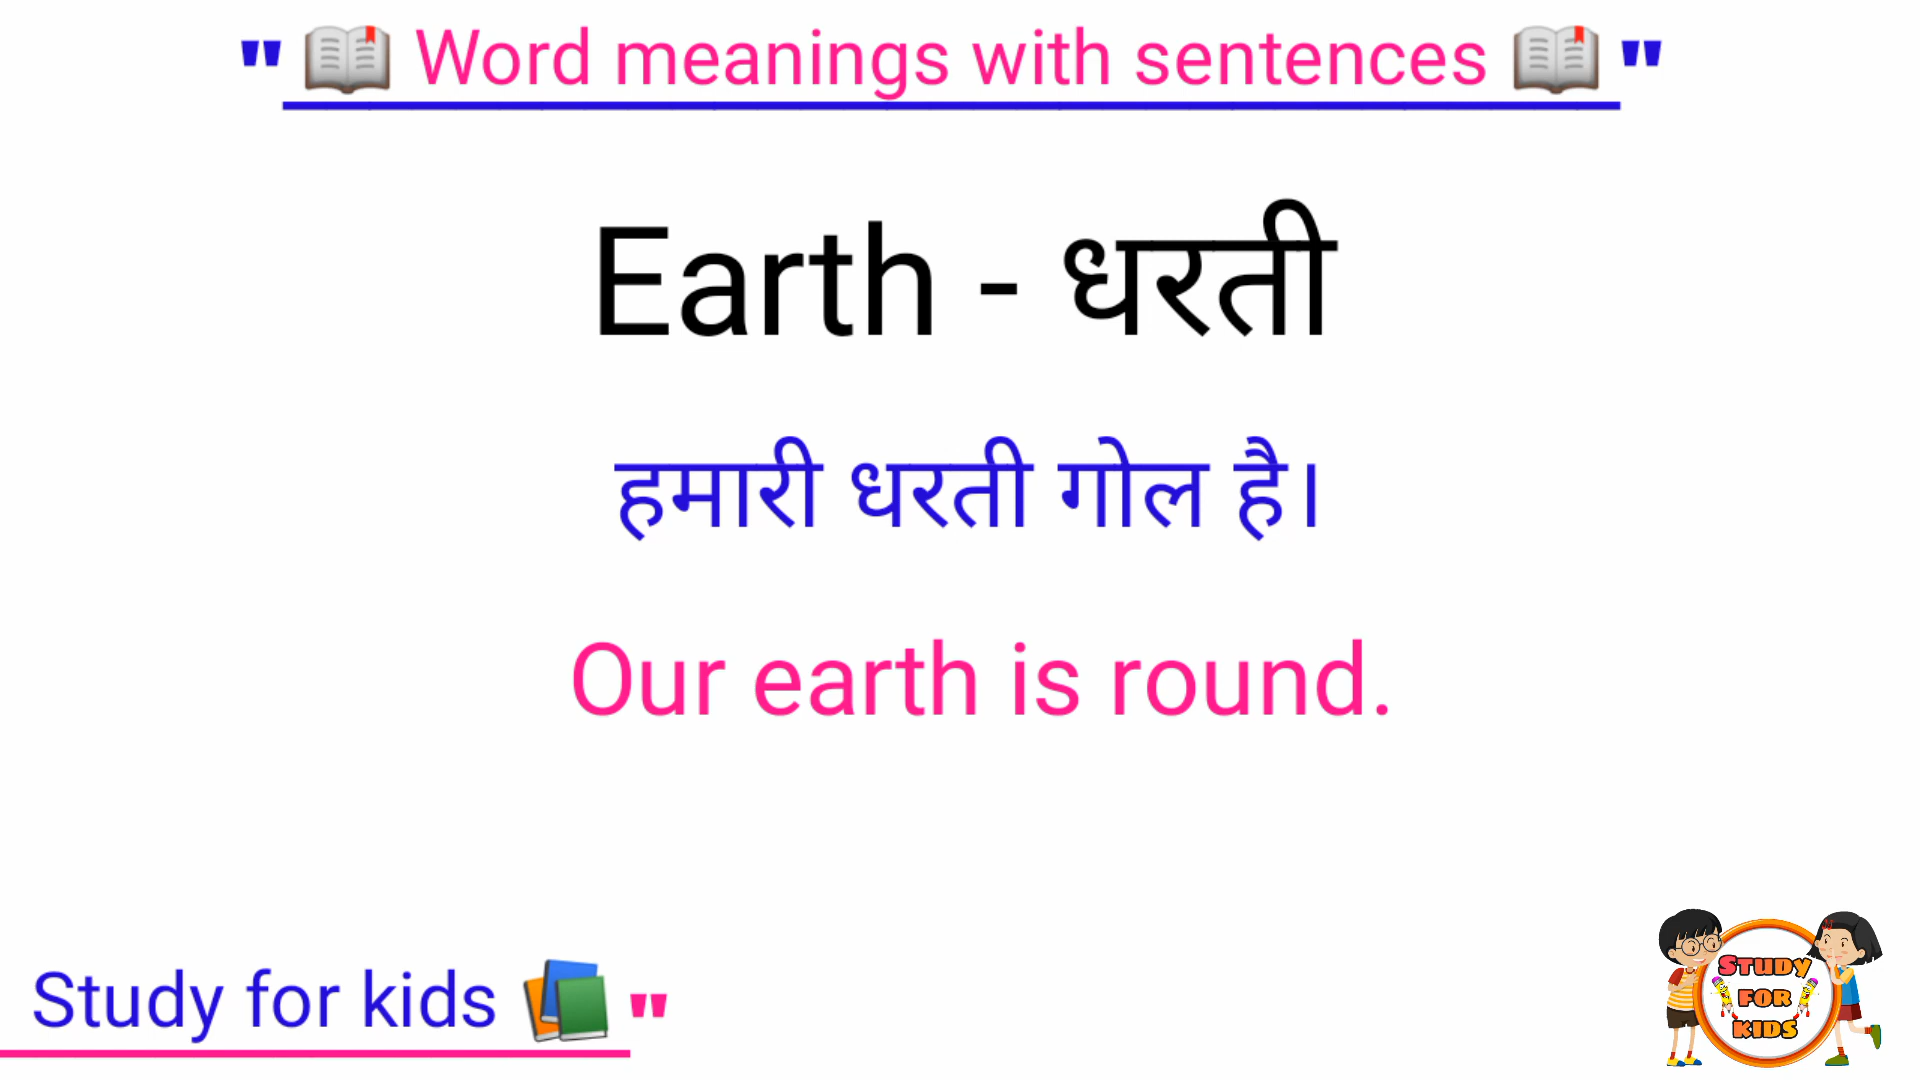 " 📖 Word meanings with sentences 📖 "
Earth - धरती
हमारी धरती गोल है।
Our earth is round.
Study for kids 📚 "
STUDY
FOR
KIDS